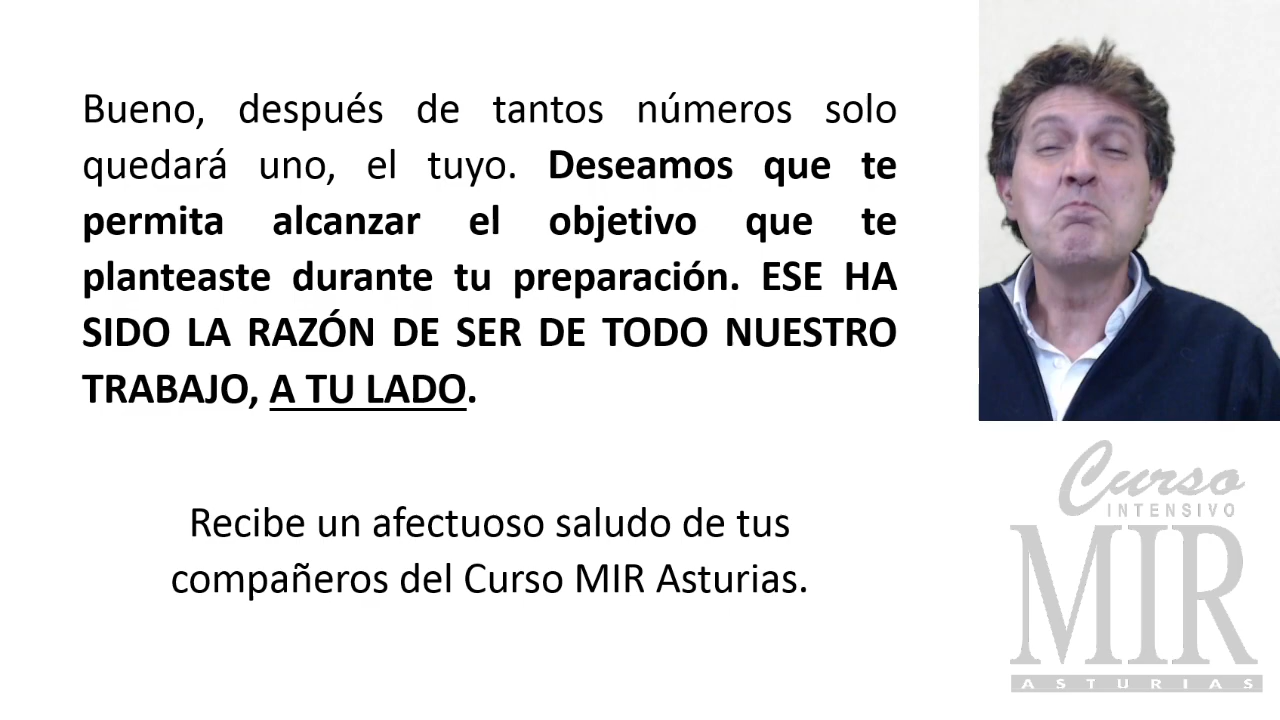 Bueno, después de tantos números solo
quedará uno, el tuyo. Deseamos que te
permita alcanzar el objetivo que te
planteaste durante tu preparación. ESE HA
SIDO LA RAZÓN DE SER DE TODO NUESTRO
TRABAJO, A TU LADO.
Recibe un afectuoso saludo de tus
compañeros del Curso MIR Asturias.
Curso
INTENSIVO
MIR
ASTURIAS